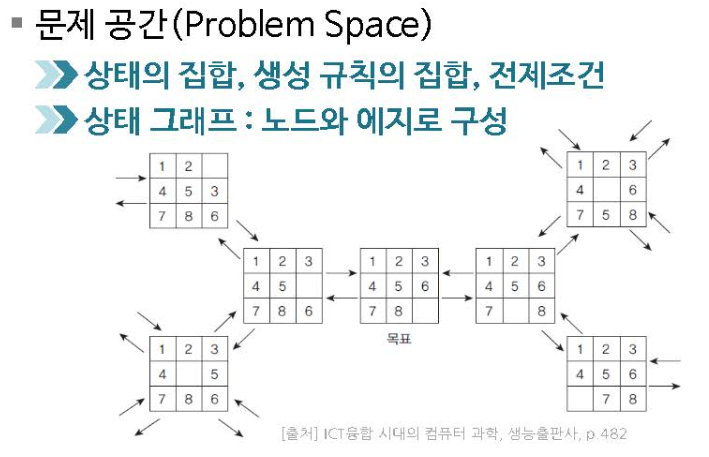 ▪ 문제 공간(Problem Space)
상태의 집합, 생성 규칙의 집합, 전제조건
상태 그래프 : 노드와 에지로 구성
1 2
4 5 3
7 8 6
1 2 3
4 6
7 5 8
1 2 3
4 5
7 8 6
1 2 3
4 5 6
7 8
목표
1 2 3
4 5 6
7 8
1 2 3
4 5
7 8 6
1 2 3
4 5 6
7 8
[출처] ICT융합 시대의 컴퓨터 과학, 생능출판사, p.482